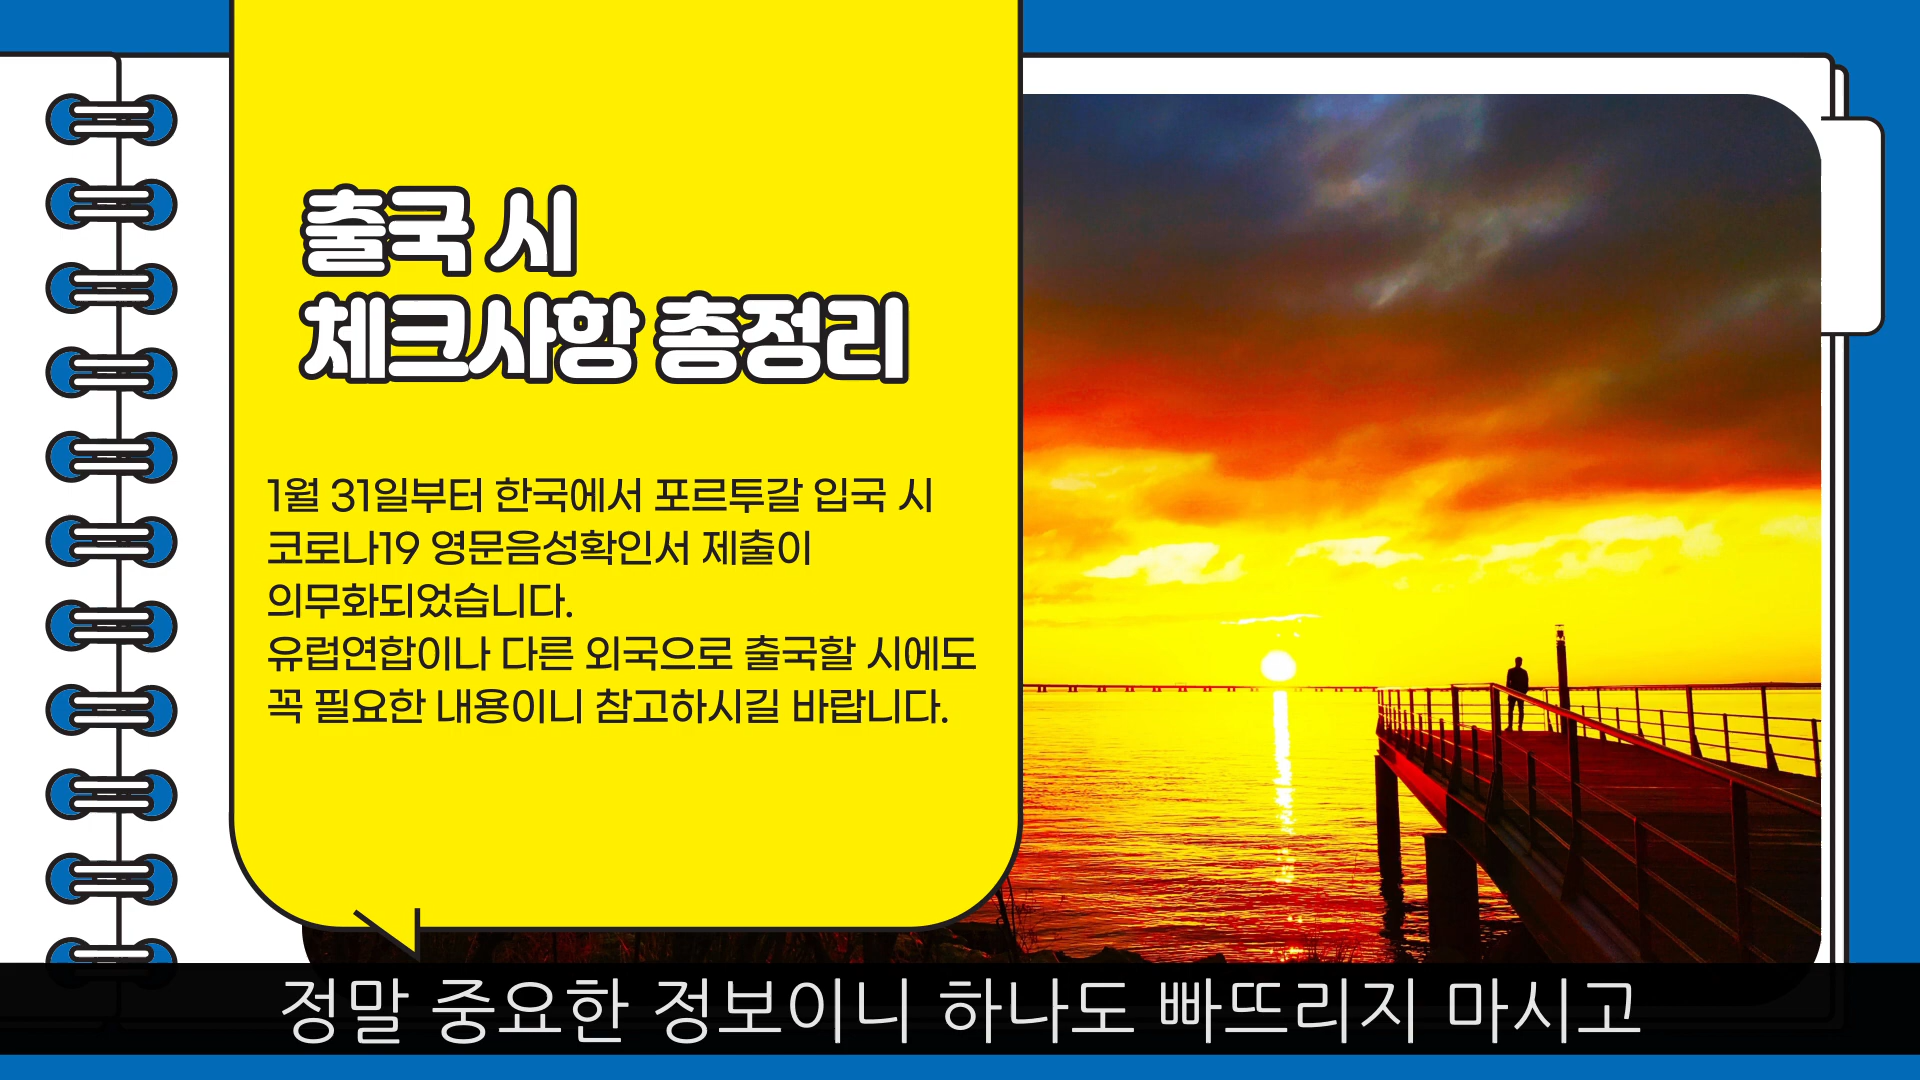 출국 시
체크사항 총정리
1월 31일부터 한국에서 포르투갈 입국 시
코로나19 영문음성확인서 제출이
의무화되었습니다.
유럽연합이나 다른 외국으로 출국할 시에도
꼭 필요한 내용이니 참고하시길 바랍니다.
정말 중요한 정보이니 하나도 빠뜨리지 마시고